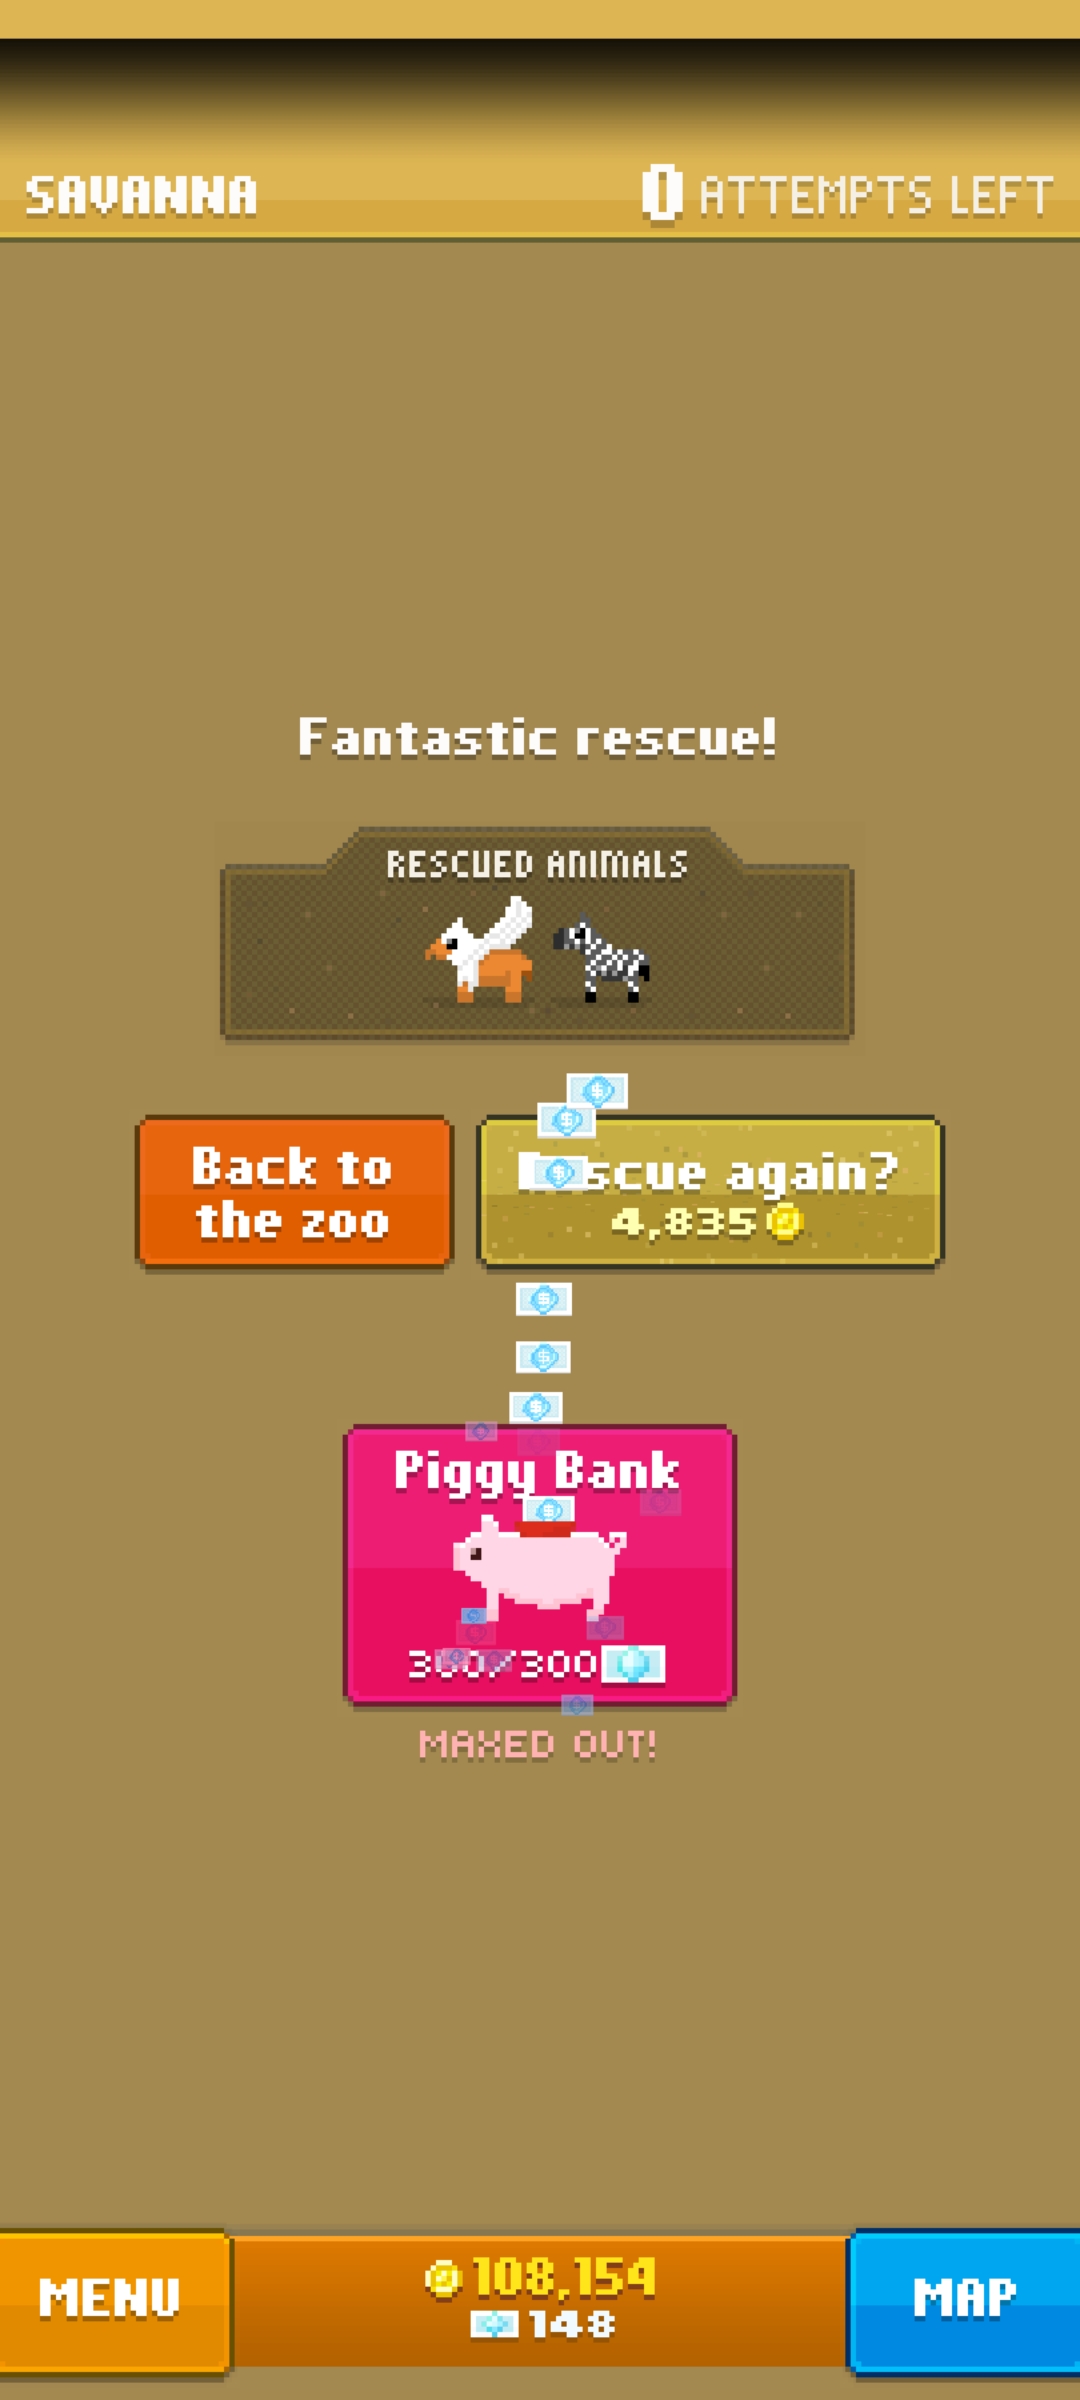 SAVANNA
0 ATTEMPTS LEFT
Fantastic rescue!
RESCUED ANIMALS
Back to
the zoo
again?
4,835
Piggy Bank
300/300
MAXED OUT!
MENU
108,154
148
MAP